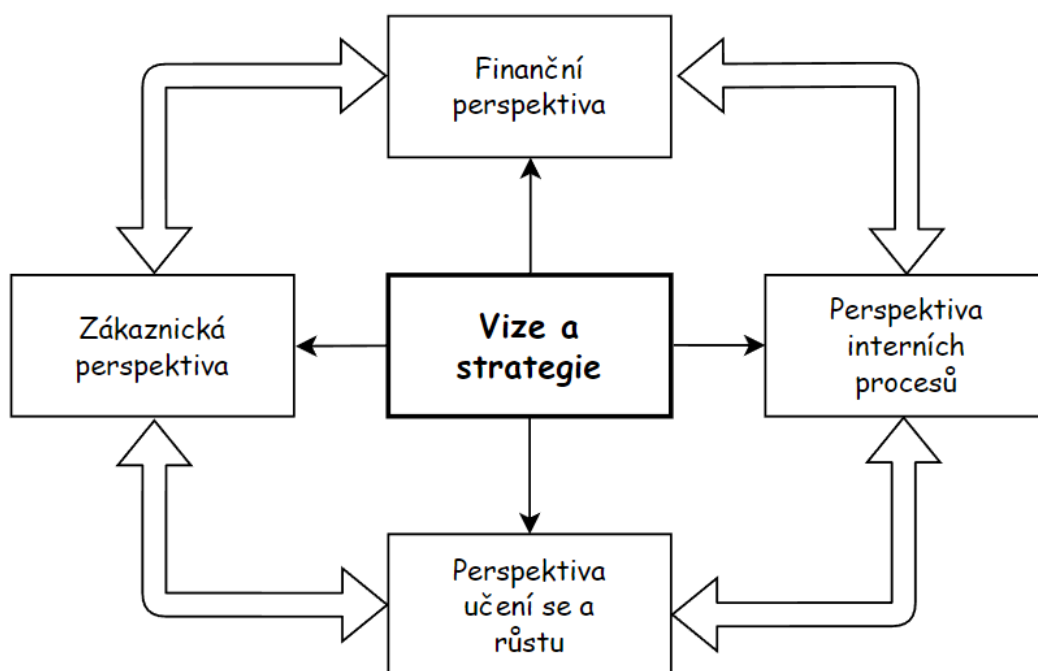 Finanční
perspektiva
Zákaznická
perspektiva
Vize a
strategie
Perspektiva
interních
procesů
Perspektiva
učení se a
růstu